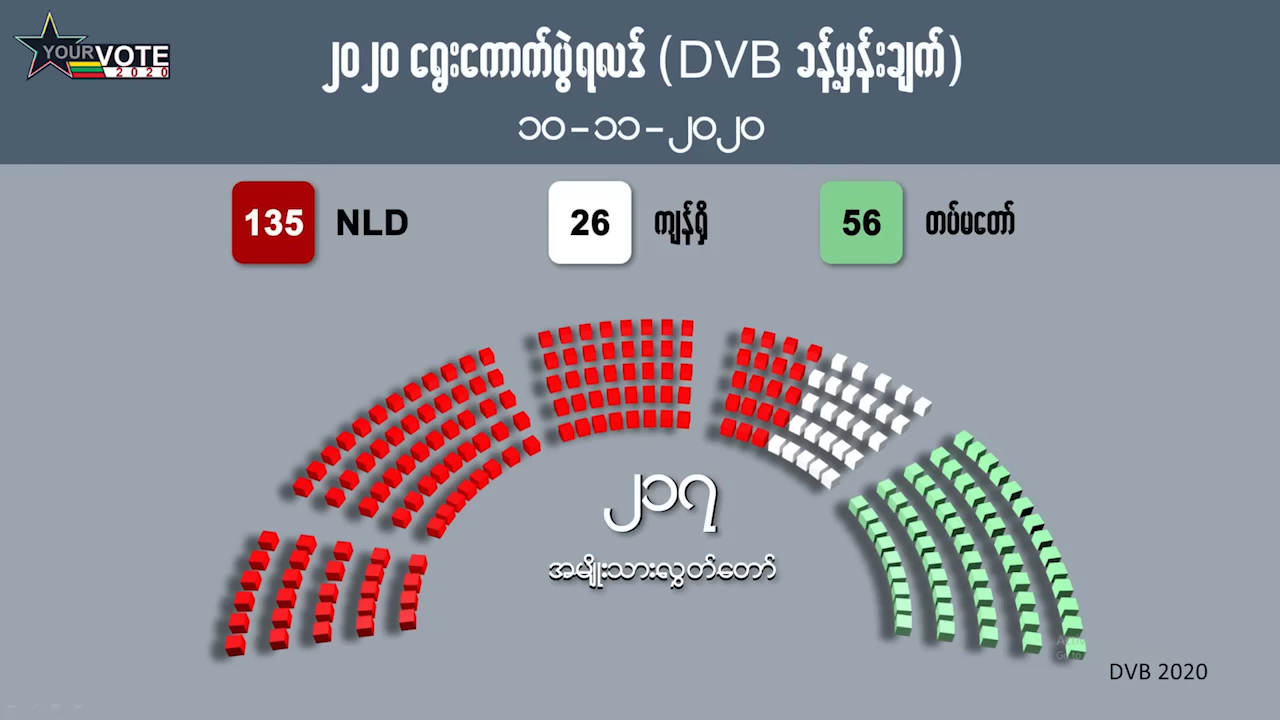 YOURVOTE
2020
၂၀၂၀ ရွေးကောက်ပွဲရလဒ် (DVB ခန့်မှန်းချက်)
၁၀-၁၁-၂၀၂၀
135 NLD 26 ကျန်ရှိ 56 တပ်မတော်
၂၁၇
အမျိုးသားလွှတ်တော်
DVB 2020